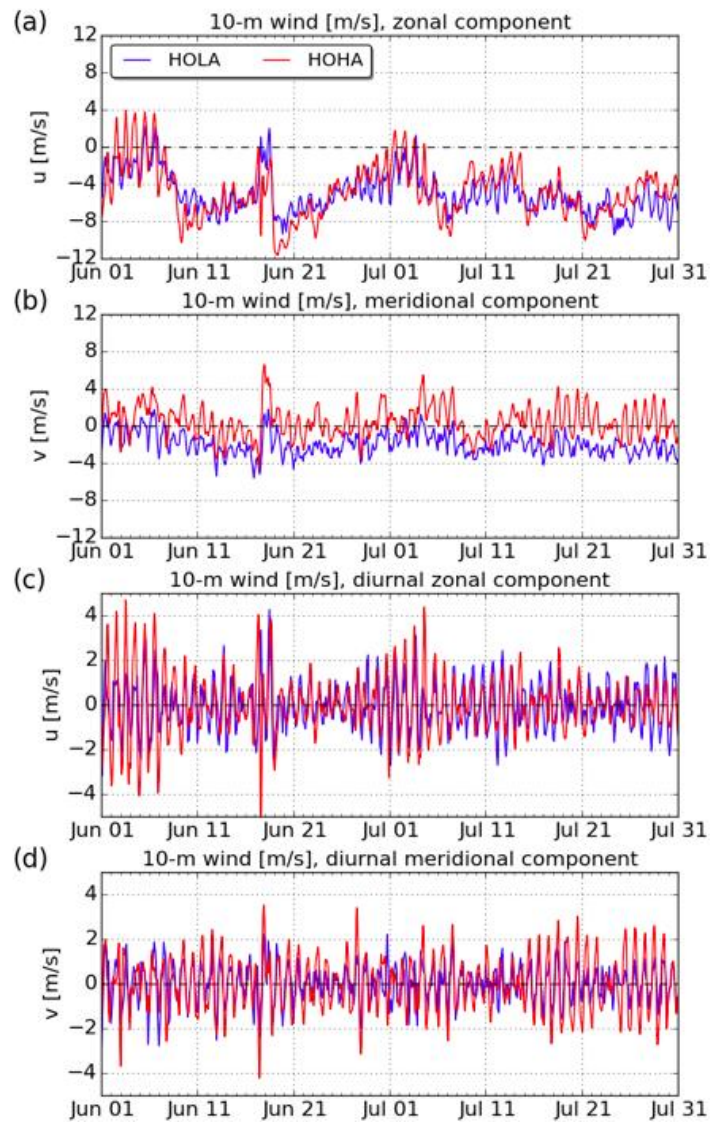 (a)
10-m wind [m/s], zonal component
HOLA HOHA
u [m/s]
12
8
4
0
−4
−8
−12
Jun 01 Jun 11 Jun 21 Jul 01 Jul 11 Jul 21 Jul 31
(b)
10-m wind [m/s], meridional component
v [m/s]
12
8
4
0
−4
−8
−12
Jun 01 Jun 11 Jun 21 Jul 01 Jul 11 Jul 21 Jul 31
(c)
10-m wind [m/s], diurnal zonal component
u [m/s]
4
2
0
−2
−4
Jun 01 Jun 11 Jun 21 Jul 01 Jul 11 Jul 21 Jul 31
(d)
10-m wind [m/s], diurnal meridional component
v [m/s]
4
2
0
−2
−4
Jun 01 Jun 11 Jun 21 Jul 01 Jul 11 Jul 21 Jul 31